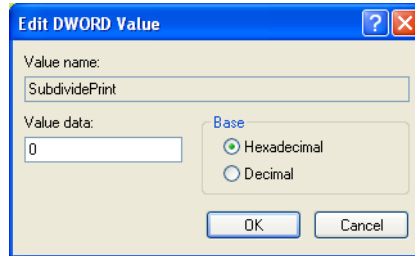 Edit DWORD Value
Value name:
SubdividePrint
Value data:
0
Base
Hexadecimal
Decimal
OK
Cancel